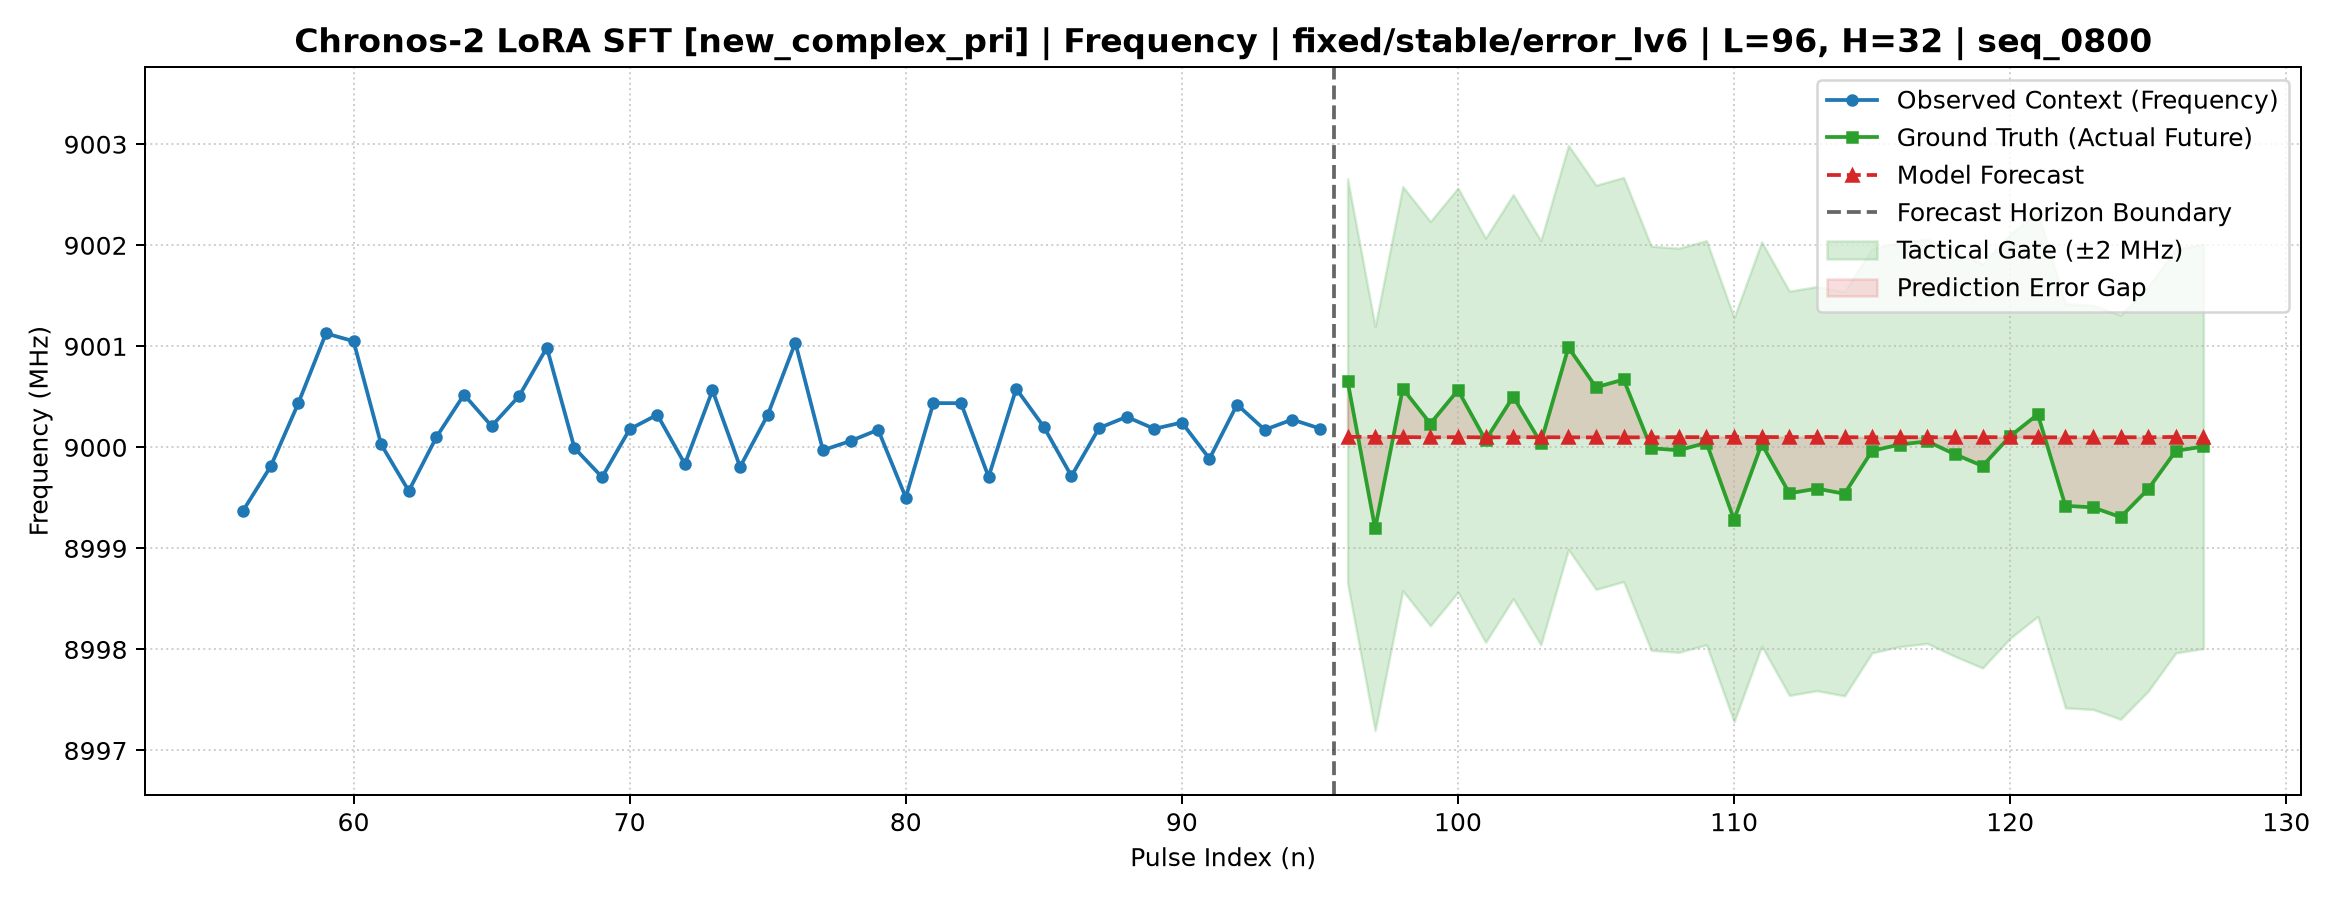 Chronos-2 LoRA SFT [new_complex_pri] | Frequency | fixed/stable/error_lv6 | L=96, H=32 | seq_0800
Observed Context (Frequency)
Ground Truth (Actual Future)
Model Forecast
Forecast Horizon Boundary
Tactical Gate (±2 MHz)
Prediction Error Gap
Frequency (MHz)
9003
9002
9001
9000
8999
8998
8997
60 70 80 90 100 110 120 130
Pulse Index (n)